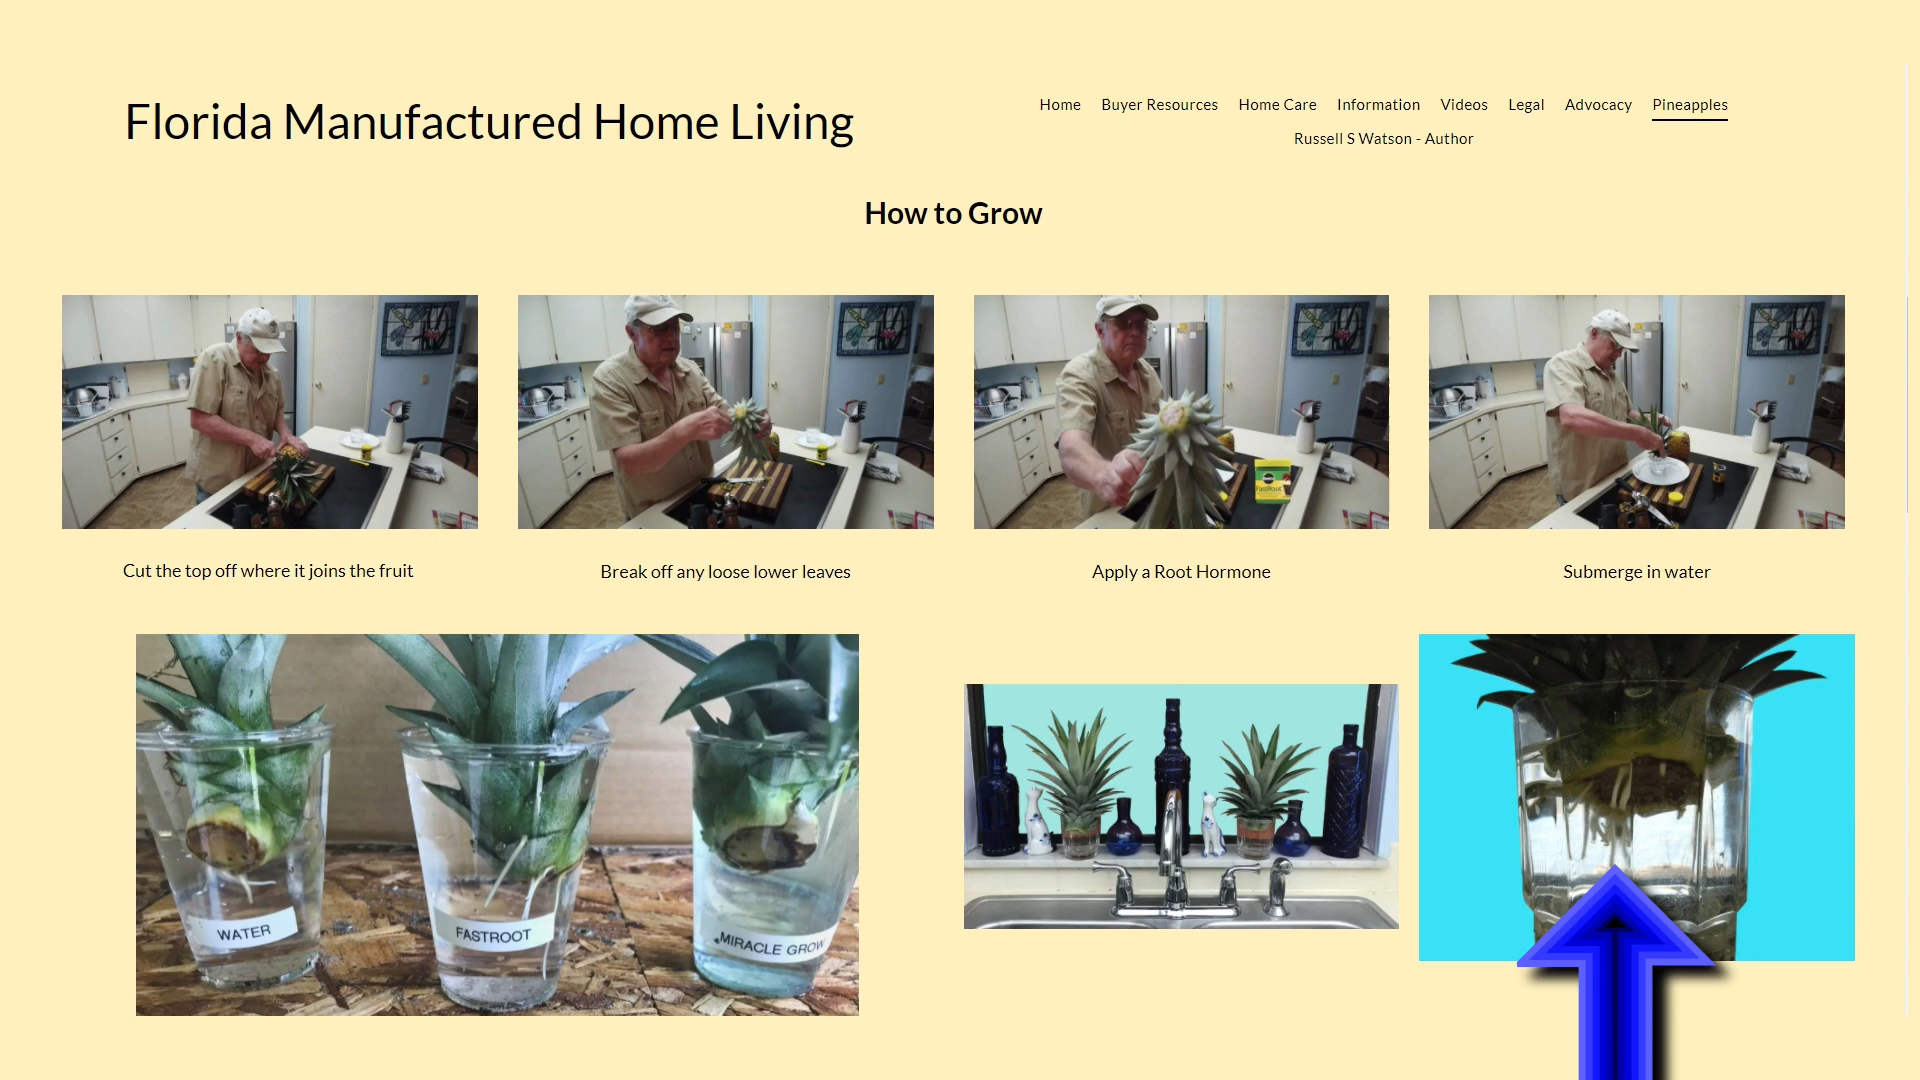 Florida Manufactured Home Living
Home Buyer Resources Home Care Information Videos Legal Advocacy Pineapples
Russell S Watson - Author
How to Grow
FastRoot
Cut the top off where it joins the fruit
Break off any loose lower leaves
Apply a Root Hormone
Submerge in water
WATER
FASTROOT
MIRACLE GROW